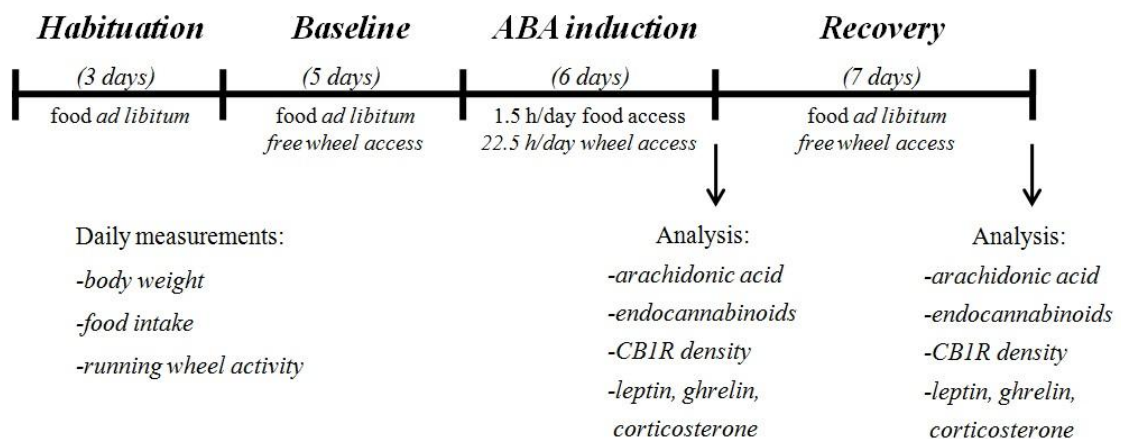 Habituation Baseline ABA induction Recovery
(3 days) (5 days) (6 days) (7 days)
food ad libitum food ad libitum 1.5 h/day food access food ad libitum
free wheel access 22.5 h/day wheel access free wheel access
Daily measurements:
-body weight
-food intake
-running wheel activity
Analysis:
-arachidonic acid
-endocannabinoids
-CB1R density
-leptin, ghrelin,
corticosterone
Analysis:
-arachidonic acid
-endocannabinoids
-CB1R density
-leptin, ghrelin,
corticosterone